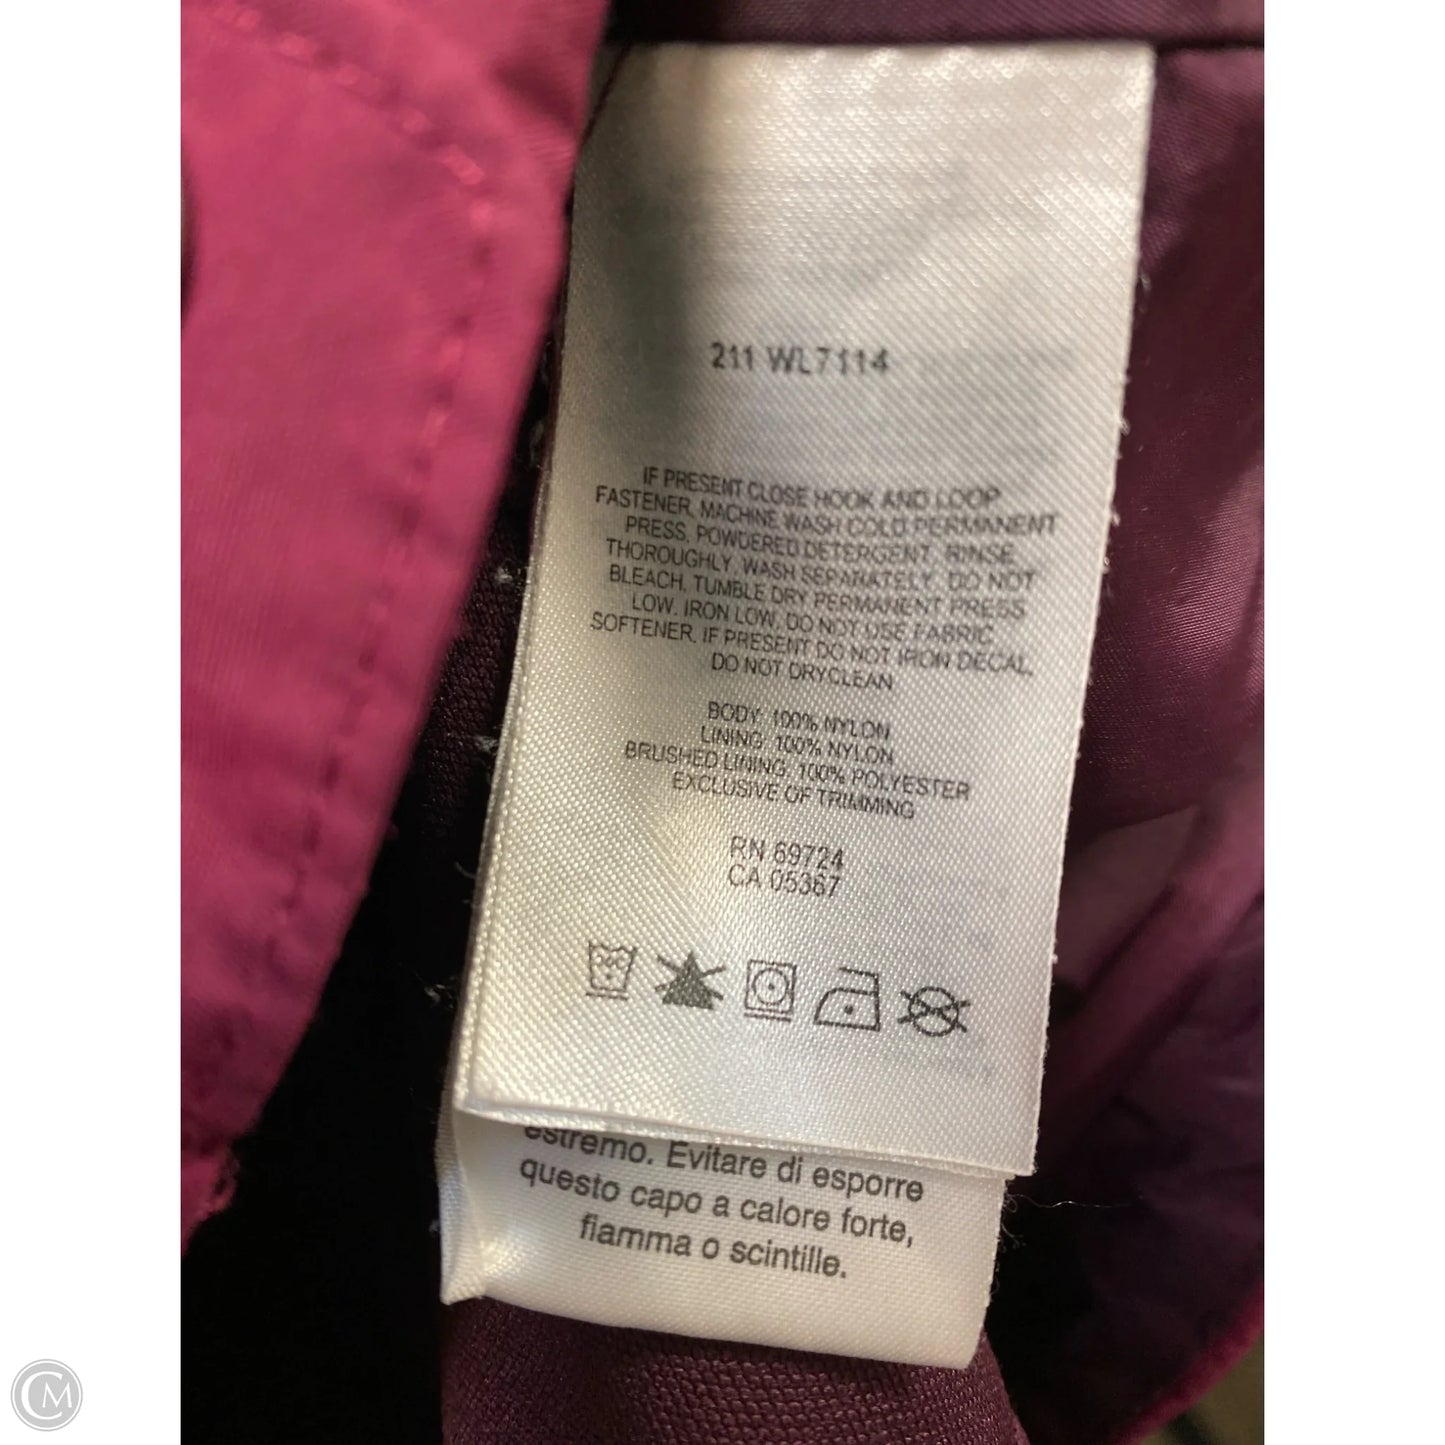 211 WL7114
IF PRESENT CLOSE HOOK AND LOOP
FASTENER, MACHINE WASH COLD PERMANENT
PRESS, POWDERED DETERGENT, RINSE
THOROUGHLY, WASH SEPARATELY, DO NOT
BLEACH, TUMBLE DRY PERMANENT PRESS
LOW, IRON LOW, DO NOT USE FABRIC
SOFTENER, IF PRESENT DO NOT IRON DECAL,
DO NOT DRYCLEAN
BODY: 100% NYLON
LINING: 100% NYLON
BRUSHED LINING: 100% POLYESTER
EXCLUSIVE OF TRIMMING
RN 69724
CA 05367
estremo. Evitare di esporre
questo capo a calore forte,
fiamma o scintille.
CM